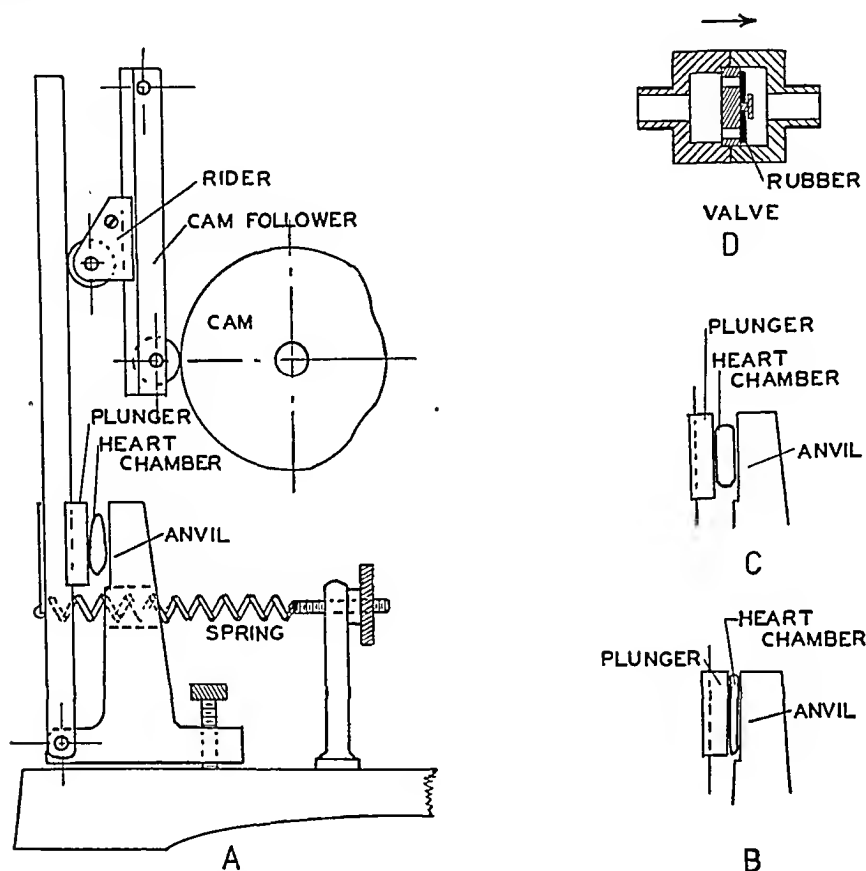 RIDER
CAM FOLLOWER
CAM
PLUNGER
HEART
CHAMBER
ANVIL
SPRING
A
RUBBER
VALVE
D
PLUNGER
HEART
CHAMBER
ANVIL
C
HEART
CHAMBER
PLUNGER
ANVIL
B